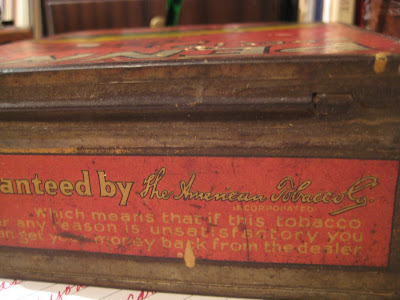 anteed by The American Tobacco Co.
INCORPORATED
which means that if this tobacco
any reason is unsatisfactory you
can get your money back from the dealer.